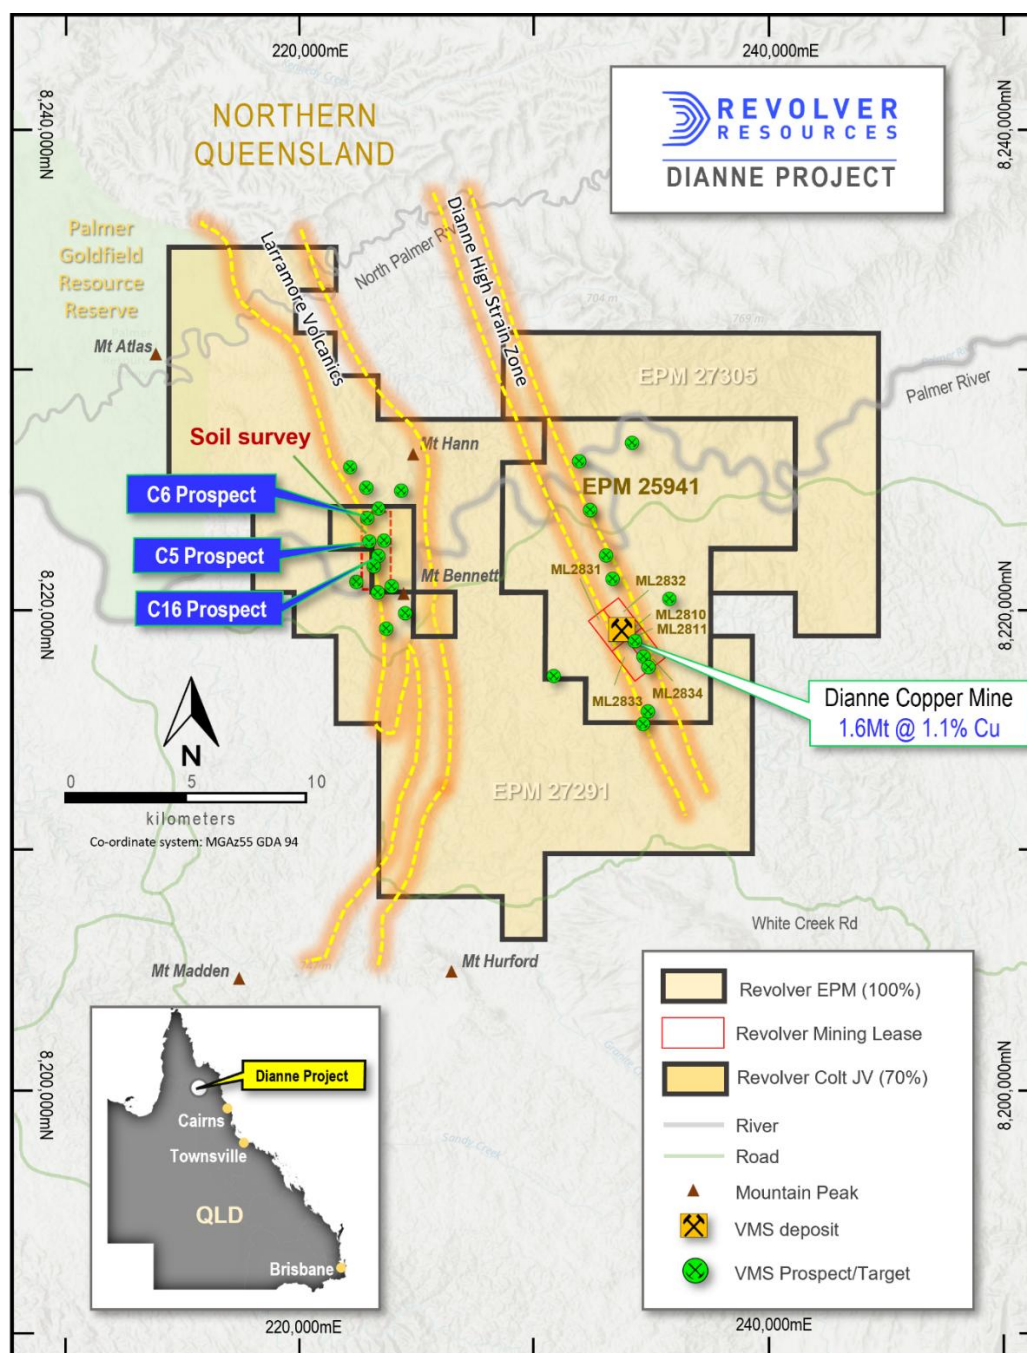 220,000mE
240,000mE
8,240,000mN
8,240,000mN
NORTHERN
QUEENSLAND
REVOLVER
RESOURCES
DIANNE PROJECT
Palmer
Goldfield
Resource
Reserve
Larramore Volcanics
North Palmer River
Dianne High Strain Zone
704 m
769 m
Mt Atlas
EPM 27305
Palmer River
Soil survey
Mt Hann
C6 Prospect
EPM 25941
C5 Prospect
ML2831
ML2832
Mt Bennett
C16 Prospect
ML2810
ML2811
8,220,000mN
8,220,000mN
ML2833
ML2834
Dianne Copper Mine
1.6Mt @ 1.1% Cu
N
0 5 10
kilometers
Co-ordinate system: MGAz55 GDA 94
EPM 27291
White Creek Rd
Mt Madden
Mt Hurford
Revolver EPM (100%)
Revolver Mining Lease
Revolver Colt JV (70%)
River
Road
Mountain Peak
VMS deposit
VMS Prospect/Target
Dianne Project
Cairns
Townsville
QLD
Brisbane
Sandy Creek
8,200,000mN
8,200,000mN
220,000mE
240,000mE